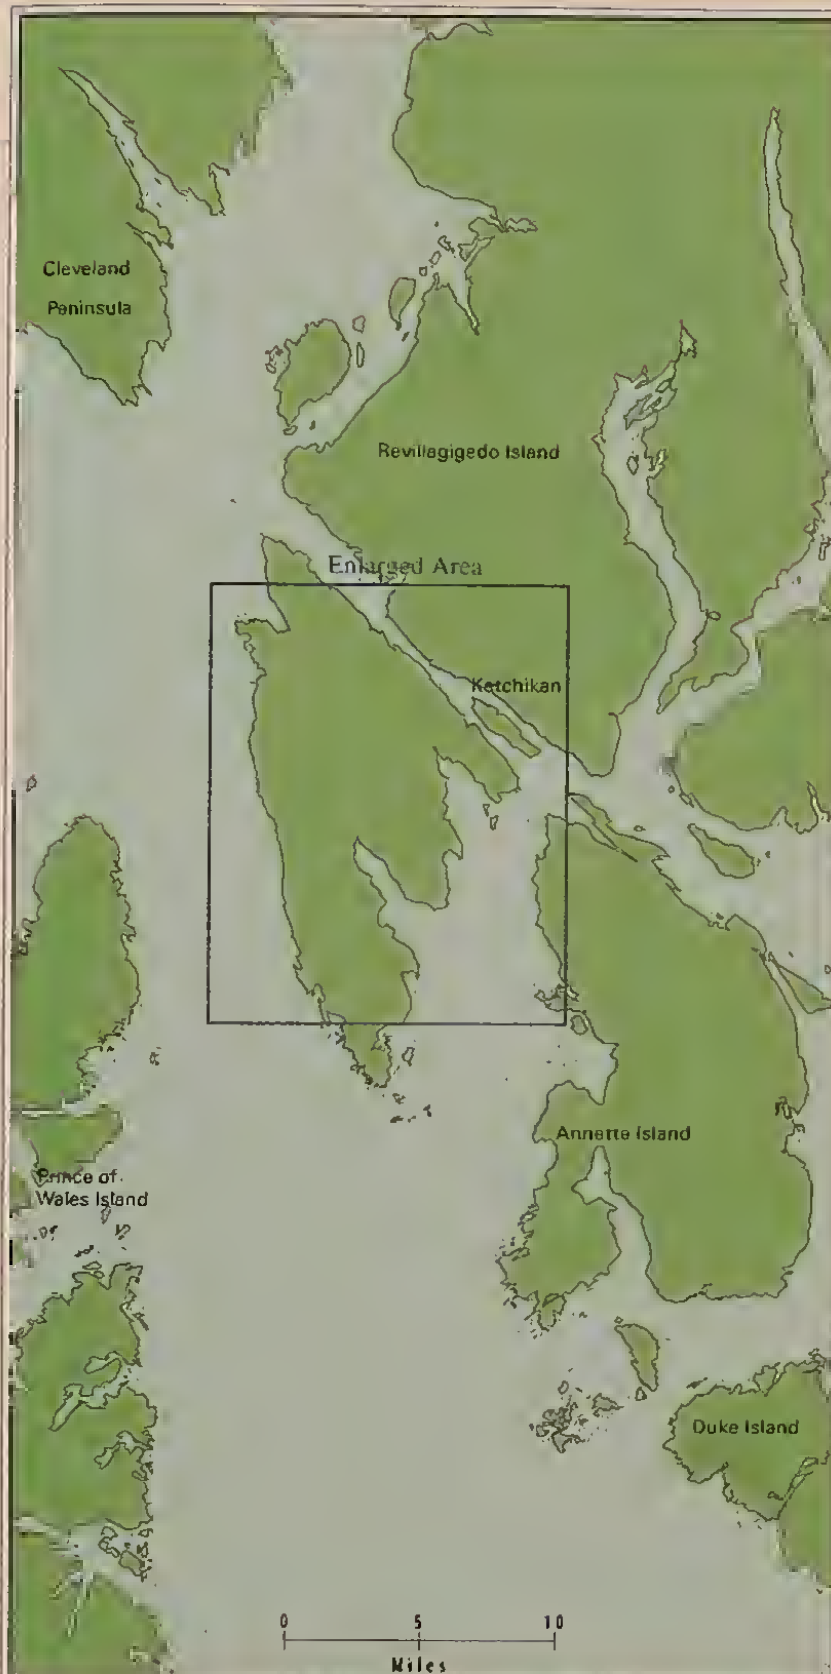 Cleveland
Peninsula
Revillagigedo Island
Enlarged Area
Ketchikan
Annette Island
Prince of
Wales Island
Duke Island
0 5 10
Miles